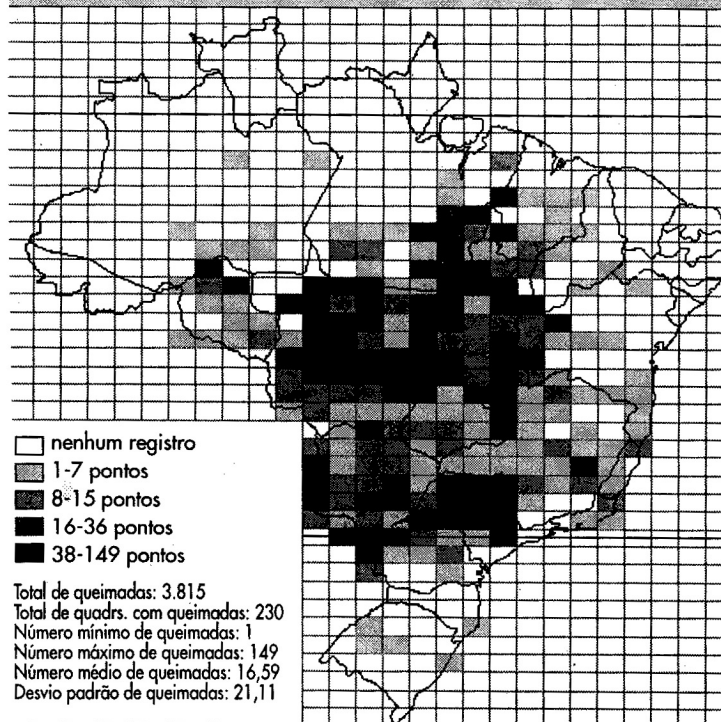 nenhum registro
1-7 pontos
8-15 pontos
16-36 pontos
38-149 pontos
Total de queimadas: 3.815
Total de quadrs. com queimadas: 230
Número mínimo de queimadas: 1
Número máximo de queimadas: 149
Número médio de queimadas: 16,59
Desvio padrão de queimadas: 21,11